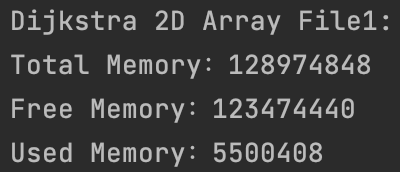 Dijkstra 2D Array File1:
Total Memory: 128974848
Free Memory: 123474440
Used Memory: 5500408